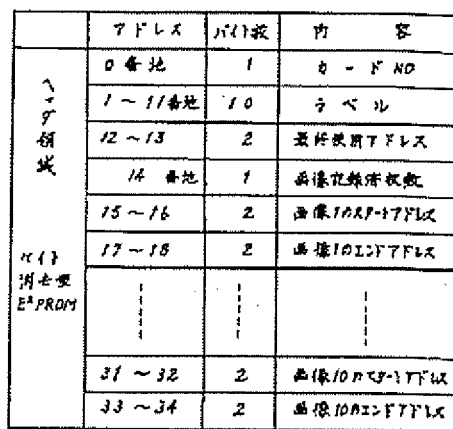 アドレス バイト数 内容
ヘッダ領域
0番地 1 カードNO
1～11番地 10 ラベル
12～13 2 最終使用アドレス
14番地 1 画像記録済枚数
15～16 2 画像1のスタートアドレス
17～18 2 画像1のエンドアドレス
バイト
消去型
E²PROM
31～32 2 画像10のスタートアドレス
33～34 2 画像10のエンドアドレス